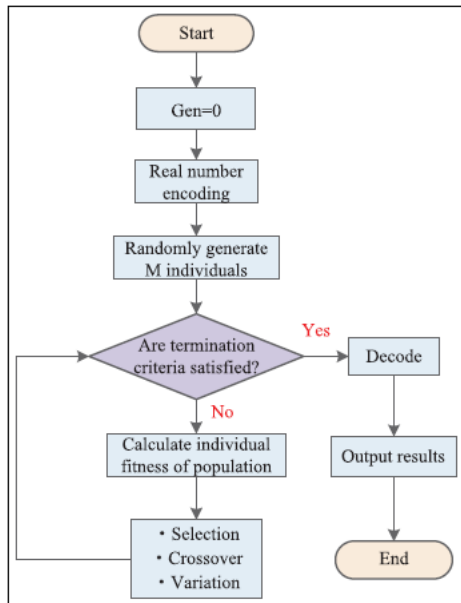 Start
Gen=0
Real number
encoding
Randomly generate
M individuals
Are termination
criteria satisfied?
Yes
Decode
No
Calculate individual
fitness of population
Output results
・Selection
・Crossover
・Variation
End